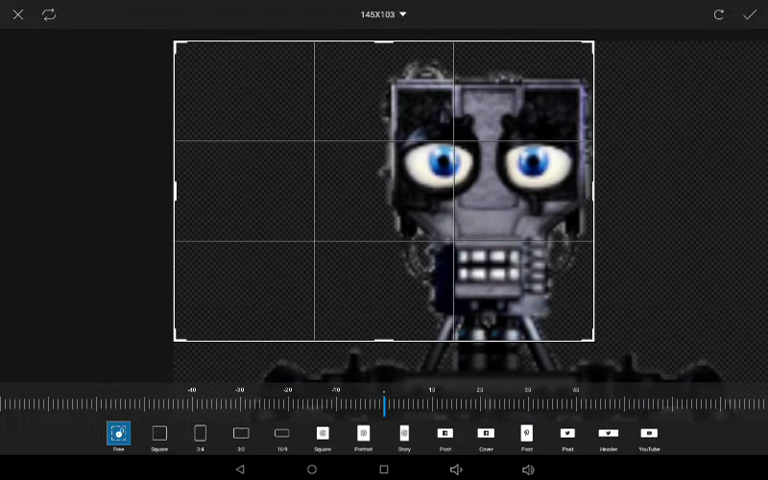 145X103
-40 -30 -20 -10 10 20 30 40
Free Square 3:4 3:2 16:9 Square Portrait Story Post Cover Post Post Header YouTube